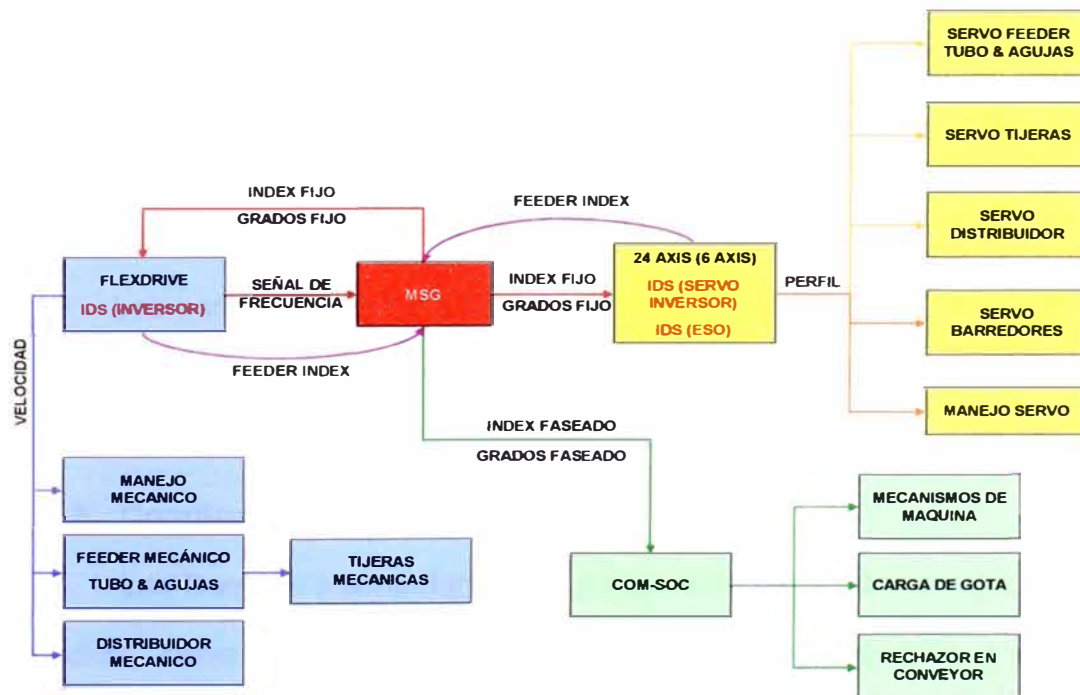 SERVO FEEDER
TUBO & AGUJAS
SERVO TIJERAS
SERVO
DISTRIBUIDOR
SERVO
BARREDORES
MANEJO SERVO
INDEX FIJO
GRADOS FIJO
FEEDER INDEX
FLEXDRIVE
IDS (INVERSOR)
SEÑAL DE
FRECUENCIA
MSG
INDEX FIJO
GRADOS FIJO
24 AXIS (6 AXIS)
IDS (SERVO
INVERSOR)
IDS (ESO)
PERFIL
FEEDER INDEX
VELOCIDAD
INDEX FASEADO
GRADOS FASEADO
MANEJO
MECANICO
FEEDER MECÁNICO
TUBO & AGUJAS
TIJERAS
MECANICAS
DISTRIBUIDOR
MECANICO
COM-SOC
MECANISMOS DE
MAQUINA
CARGA DE GOTA
RECHAZOR EN
CONVEYOR